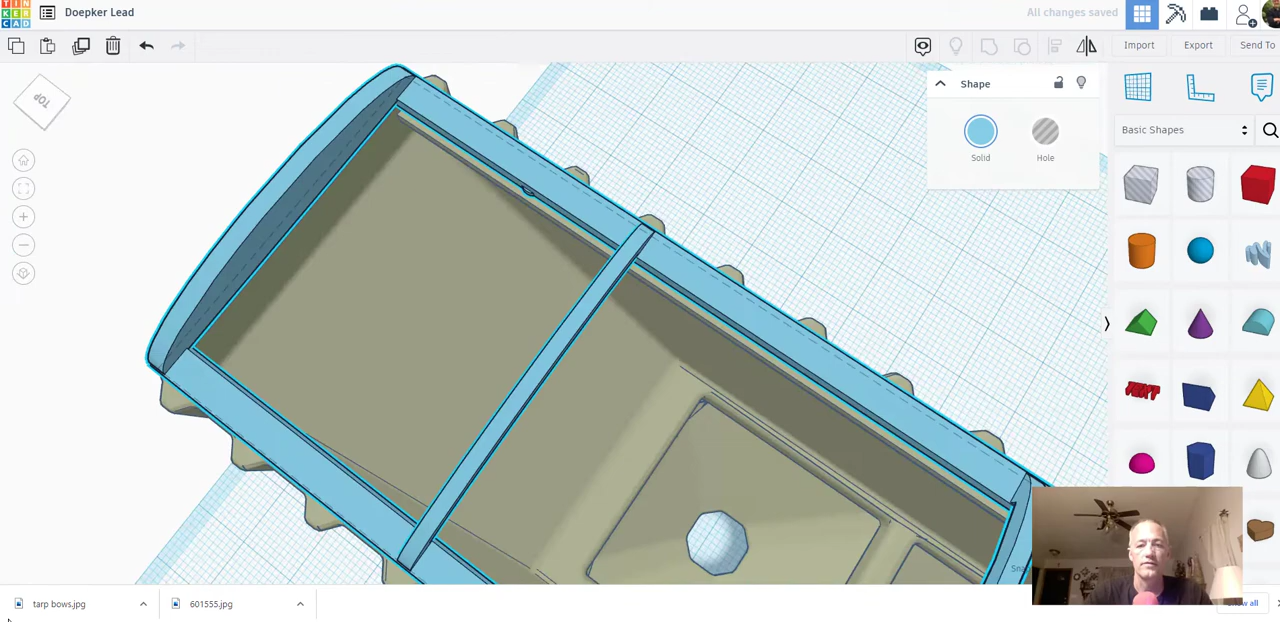 TIN
KER
CAD
Doepker Lead
All changes saved
Import
Export
Send To
TOP
Shape
Solid
Hole
Basic Shapes
TEXT
tarp bows.jpg
601555.jpg